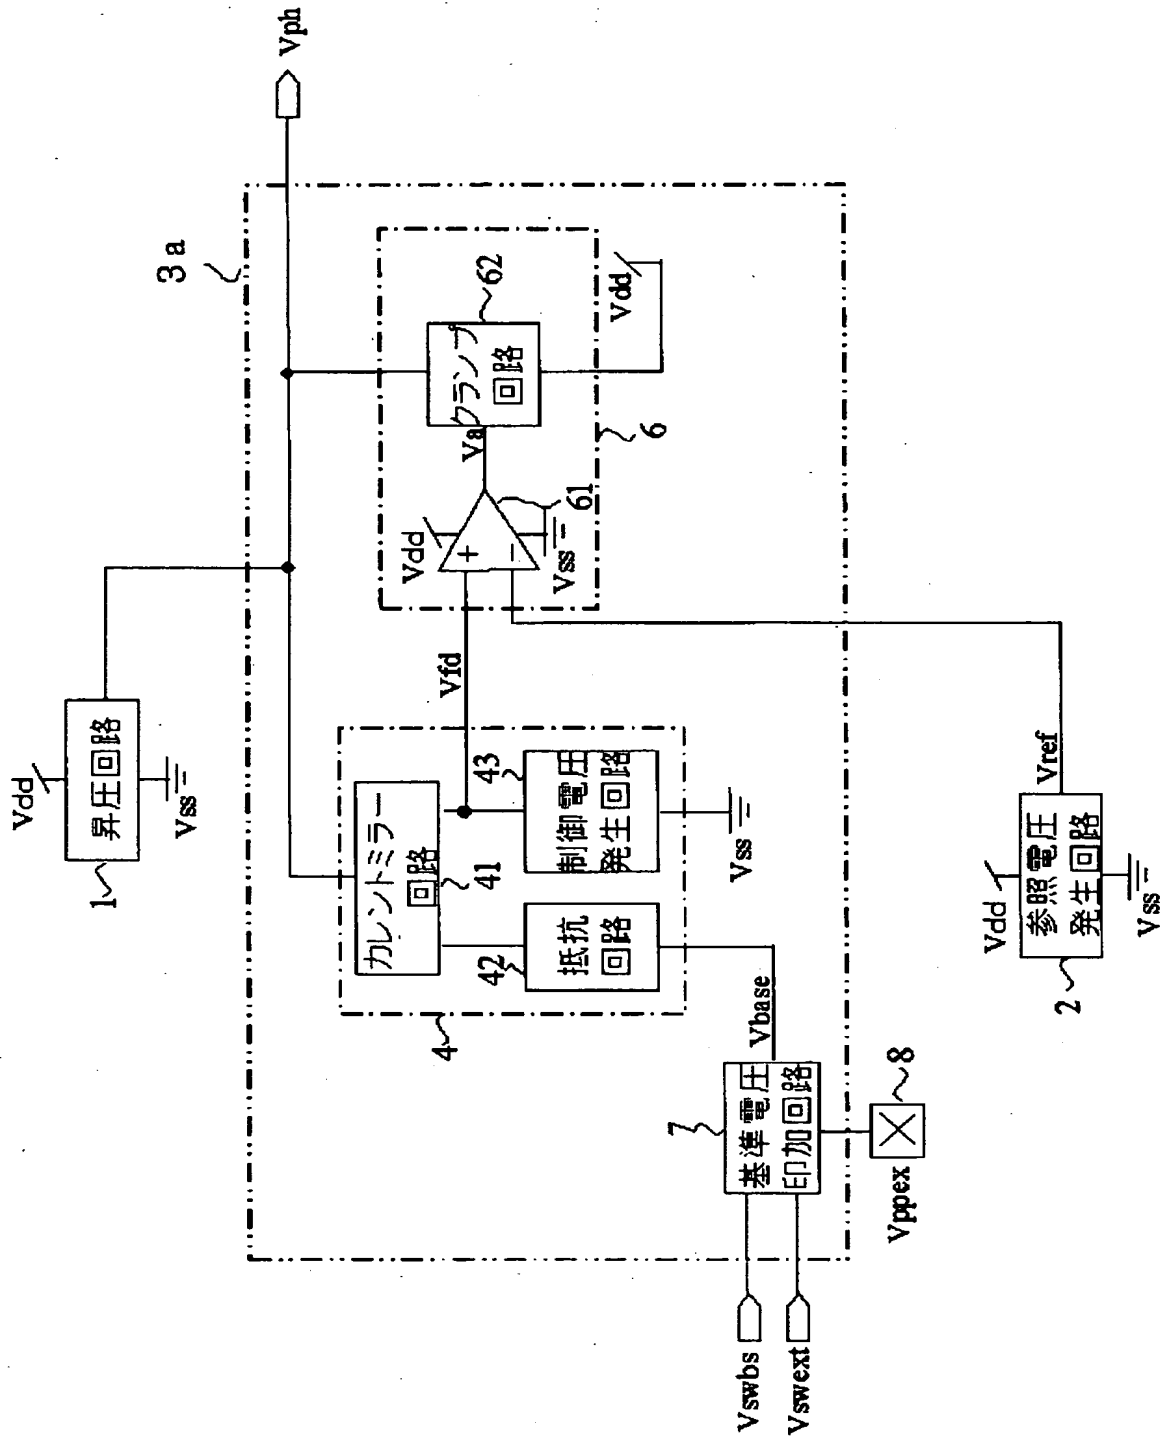 Vdd
昇圧回路
1
Vss
Vph
3a
カレントミラー
回路
41
42
抵抗
回路
43
制御電圧
発生回路
Vss
4
Vfd
Vdd
+
−
61
Vss
Va
クランプ
回路
62
Vdd
6
Vswbs
Vswext
7
基準電圧
印加回路
Vbase
Vppex
8
Vdd
参照電圧
発生回路
2
Vss
Vref